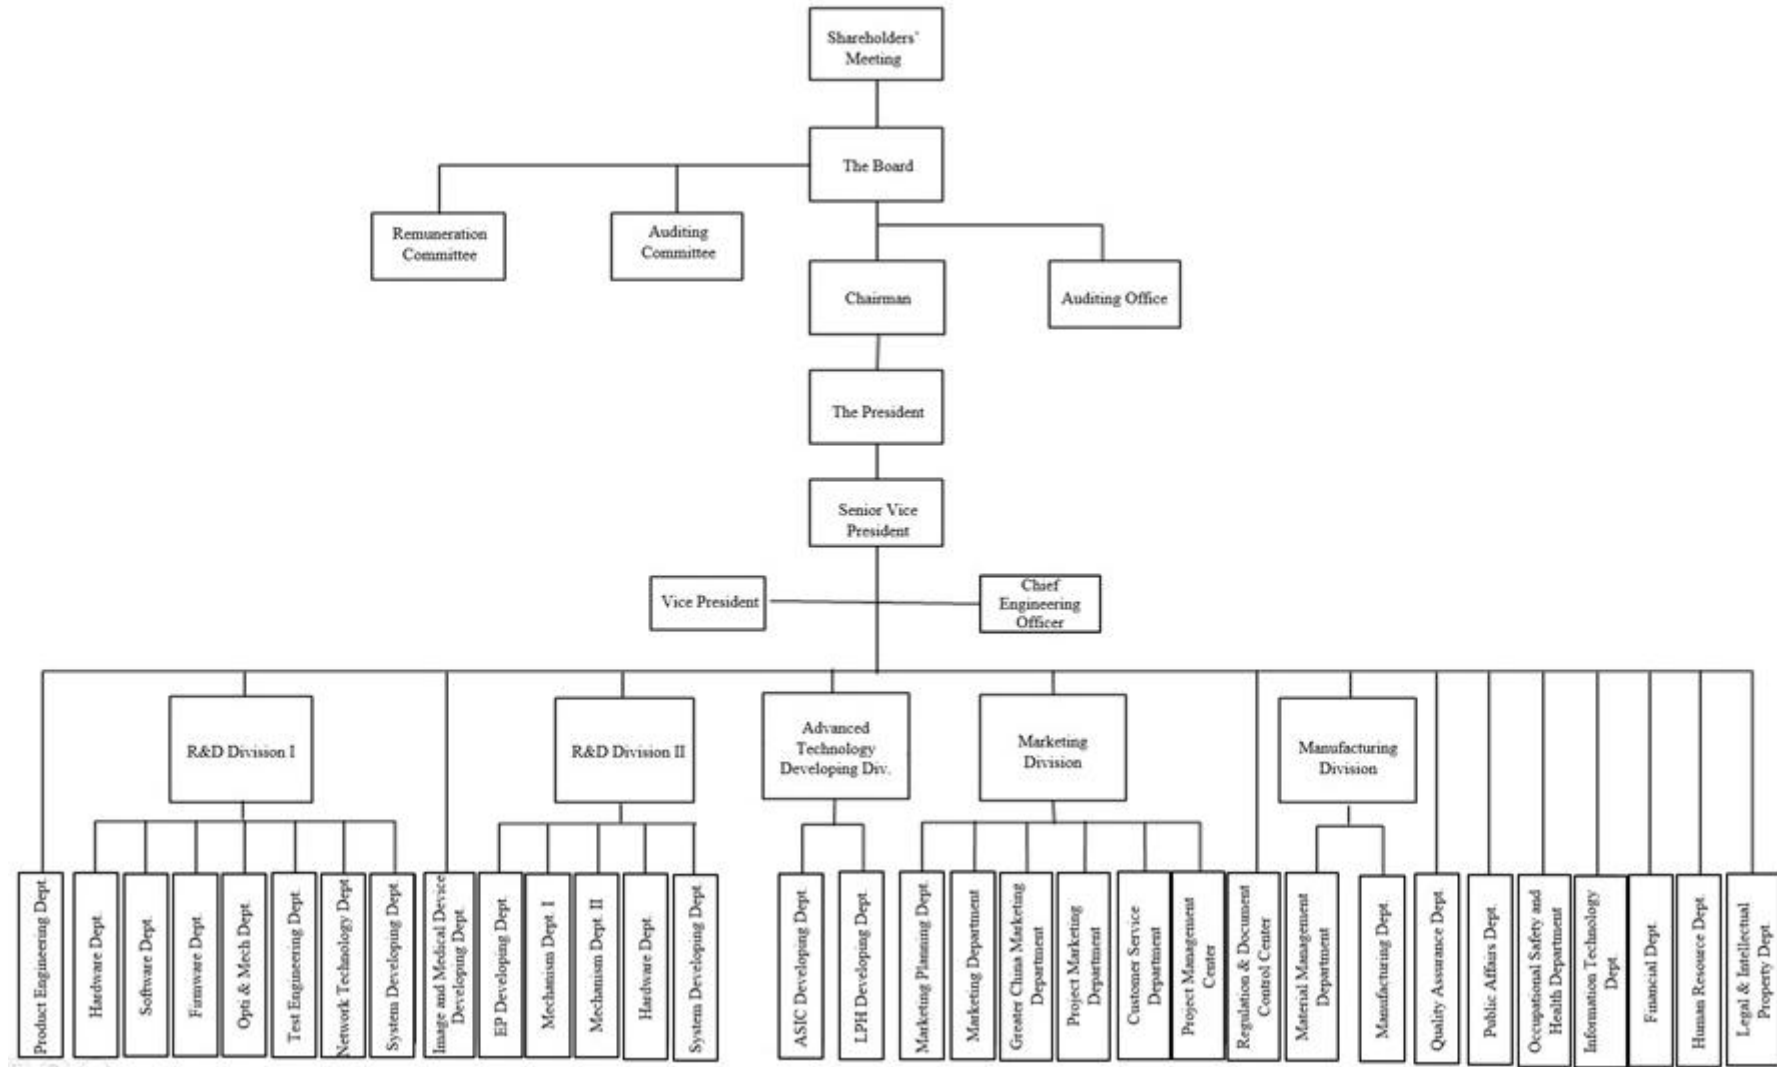 Shareholders'
Meeting
The Board
Remuneration
Committee
Auditing
Committee
Chairman
Auditing Office
The President
Senior Vice
President
Vice President
Chief
Engineering
Officer
R&D Division I
R&D Division II
Advanced
Technology
Developing Div.
Marketing
Division
Manufacturing
Division
Product Engineering Dept.
Hardware Dept.
Software Dept.
Firmware Dept.
Opti & Mech Dept.
Test Engineering Dept.
Network Technology Dept
System Developing Dept.
Image and Medical Device
Developing Dept.
EP Developing Dept.
Mechanism Dept. I
Mechanism Dept. II
Hardware Dept.
System Developing Dept.
ASIC Developing Dept.
LPH Developing Dept.
Marketing Planning Dept.
Marketing Department
Greater China Marketing
Department
Project Marketing
Department
Customer Service
Department
Project Management
Center
Regulation & Document
Control Center
Material Management
Department
Manufacturing Dept.
Quality Assurance Dept.
Public Affairs Dept.
Occupational Safety and
Health Department
Information Technology
Dept.
Financial Dept.
Human Resource Dept.
Legal & Intellectual
Property Dept.